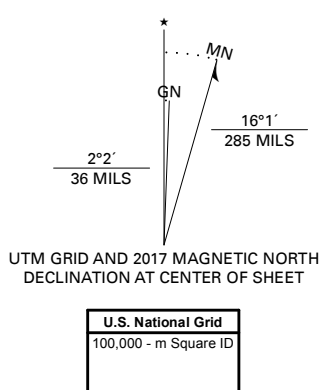 ★
MN
GN
16°1´
285 MILS
2°2´
36 MILS
UTM GRID AND 2017 MAGNETIC NORTH
DECLINATION AT CENTER OF SHEET
U.S. National Grid
100,000 - m Square ID